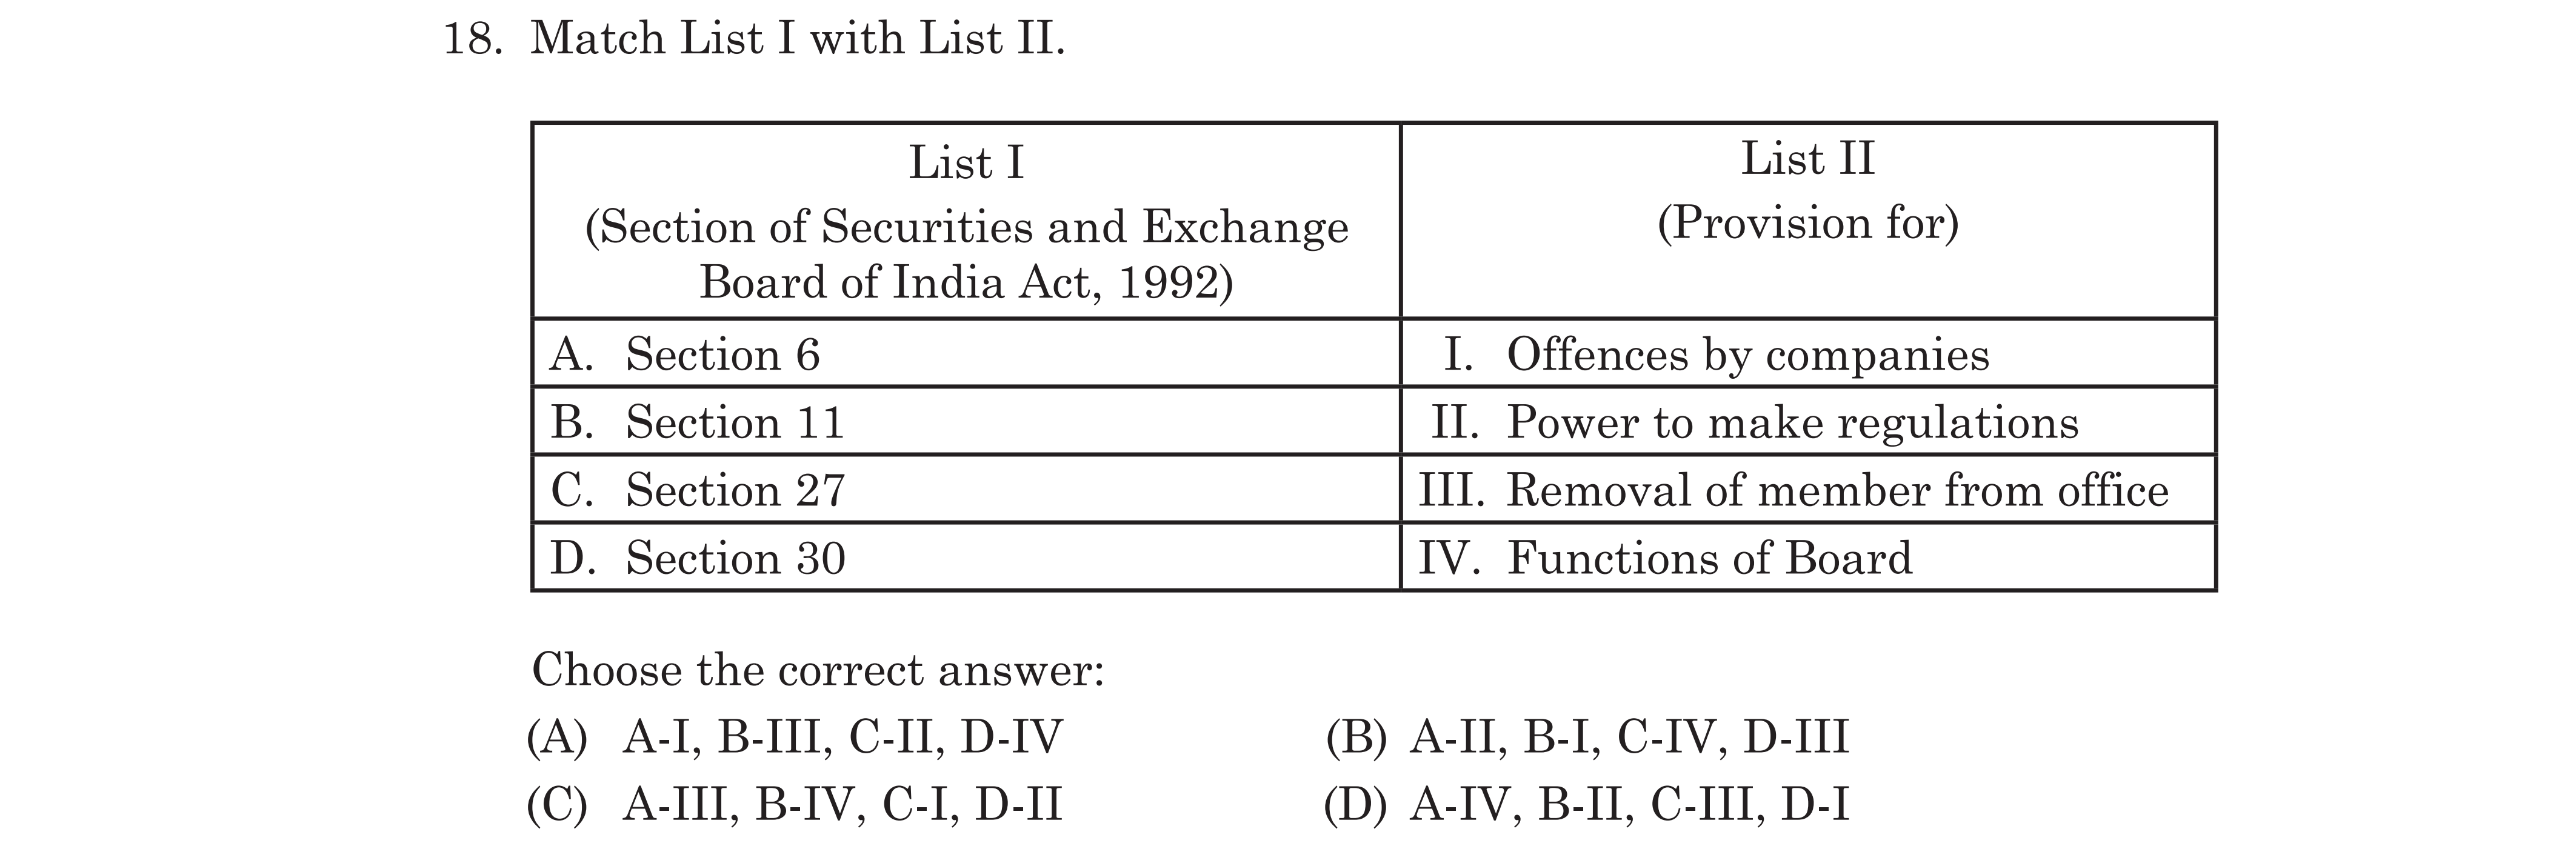 18. Match List I with List II.
List I
(Section of Securities and Exchange
Board of India Act, 1992)
List II
(Provision for)
A. Section 6
I. Offences by companies
B. Section 11
II. Power to make regulations
C. Section 27
III. Removal of member from office
D. Section 30
IV. Functions of Board
Choose the correct answer:
(A) A-I, B-III, C-II, D-IV
(B) A-II, B-I, C-IV, D-III
(C) A-III, B-IV, C-I, D-II
(D) A-IV, B-II, C-III, D-I